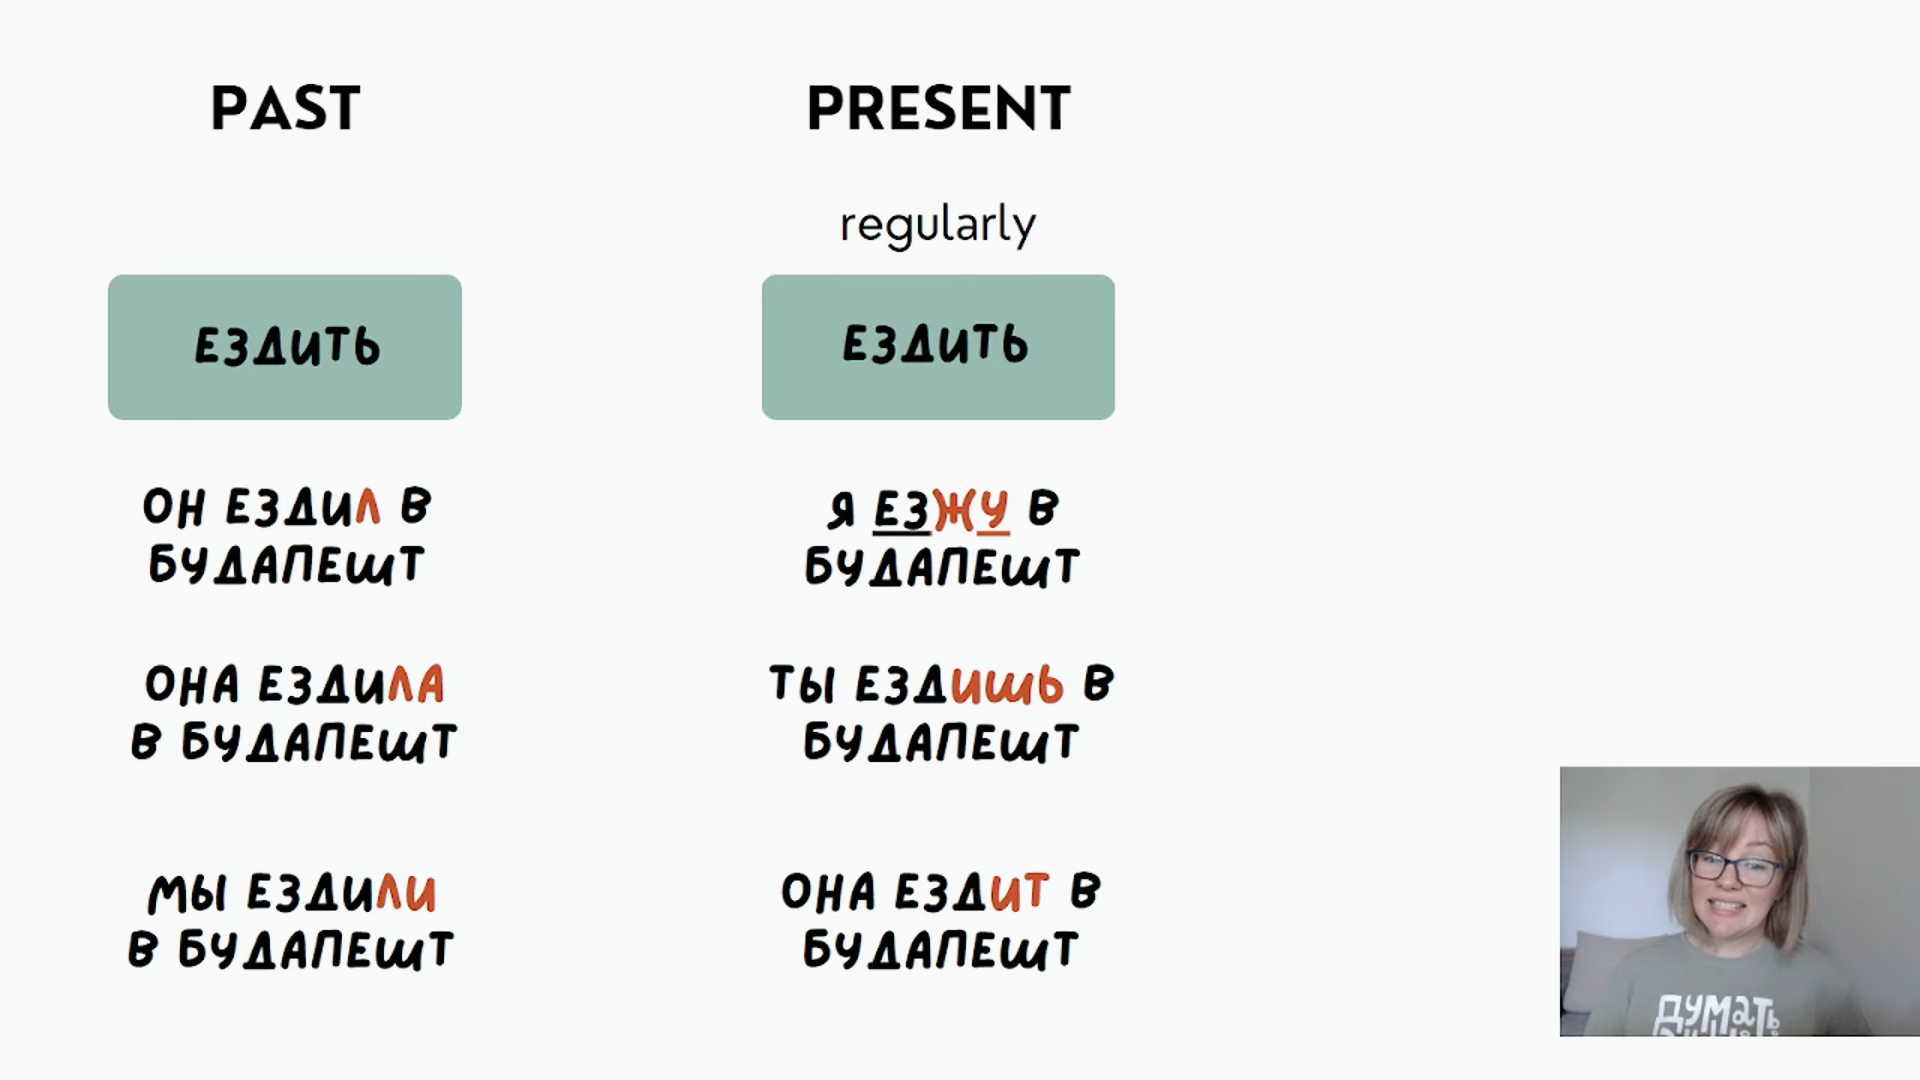 PAST
ЕЗДИТЬ
ОН ЕЗДИЛ В
БУДАПЕШТ
ОНА ЕЗДИЛА
В БУДАПЕШТ
МЫ ЕЗДИЛИ
В БУДАПЕШТ
PRESENT
regularly
ЕЗДИТЬ
Я ЕЗЖУ В
БУДАПЕШТ
ТЫ ЕЗДИШЬ В
БУДАПЕШТ
ОНА ЕЗДИТ В
БУДАПЕШТ
ДУМАТЬ